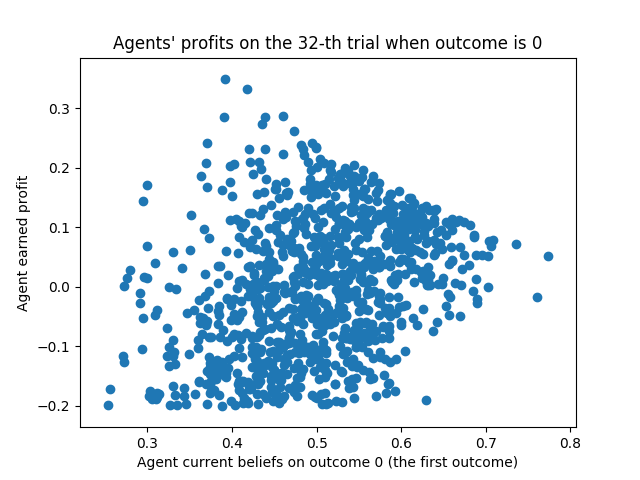 Agents' profits on the 32-th trial when outcome is 0
Agent earned profit
0.3
0.2
0.1
0.0
−0.1
−0.2
0.3 0.4 0.5 0.6 0.7 0.8
Agent current beliefs on outcome 0 (the first outcome)